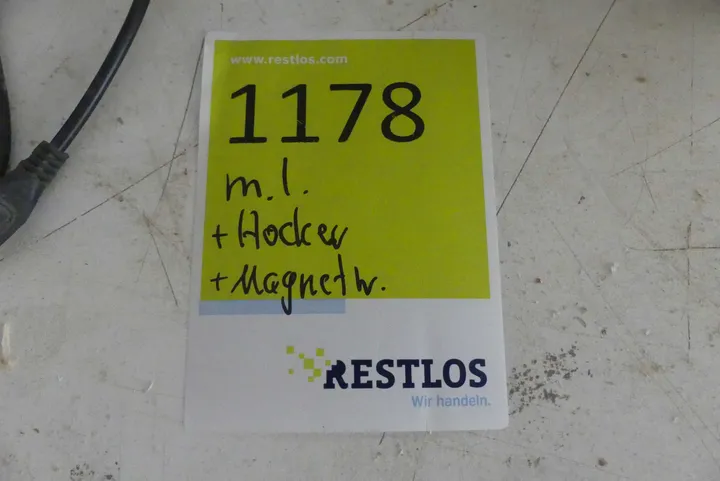 www.restlos.com
1178
m.l.
+ Hocker
+ Magnetw.
RESTLOS
Wir handeln.